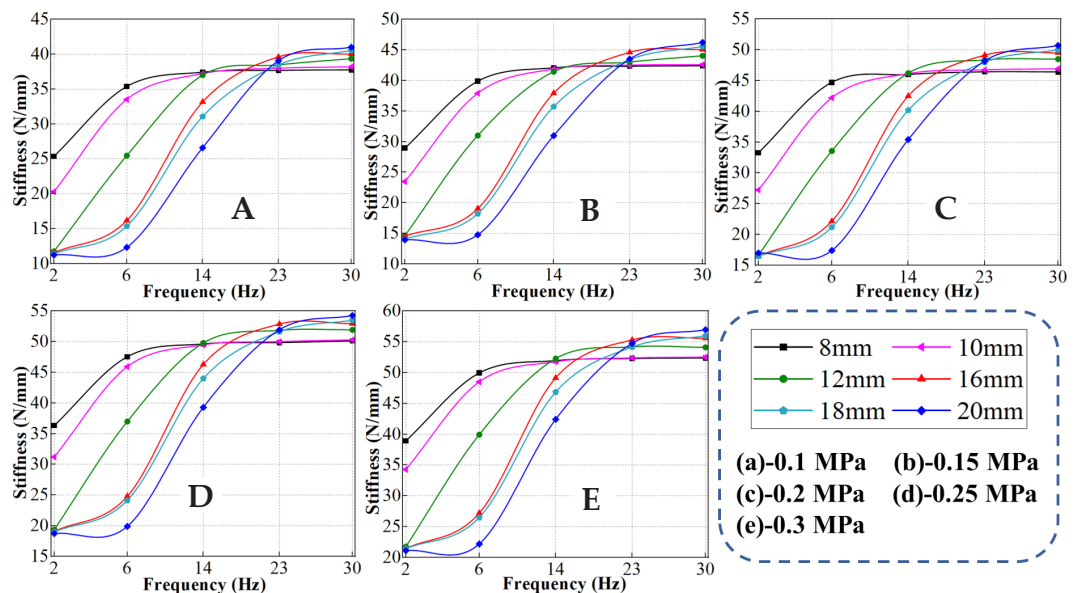 45
40
35
30
25
20
15
10
Stiffness (N/mm)
2 6 14 23 30
Frequency (Hz)
A
50
45
40
35
30
25
20
15
10
Stiffness (N/mm)
2 6 14 23 30
Frequency (Hz)
B
55
50
45
40
35
30
25
20
15
Stiffness (N/mm)
2 6 14 23 30
Frequency (Hz)
C
55
50
45
40
35
30
25
20
15
Stiffness (N/mm)
2 6 14 23 30
Frequency (Hz)
D
60
55
50
45
40
35
30
25
20
Stiffness (N/mm)
2 6 14 23 30
Frequency (Hz)
E
8mm 10mm
12mm 16mm
18mm 20mm
(a)-0.1 MPa (b)-0.15 MPa
(c)-0.2 MPa (d)-0.25 MPa
(e)-0.3 MPa